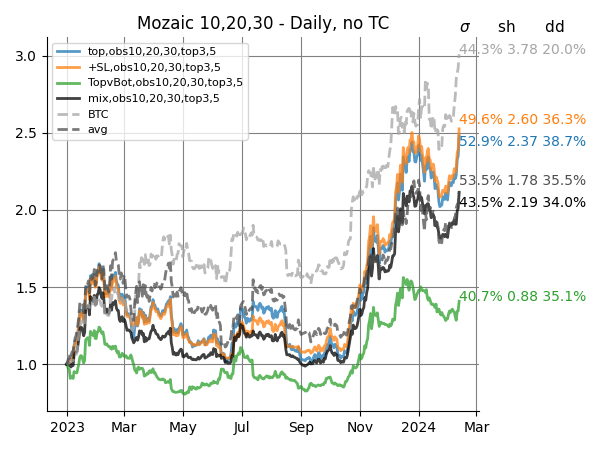 Mozaic 10,20,30 - Daily, no TC
σ sh dd
3.0
2.5
2.0
1.5
1.0
top,obs10,20,30,top3,5
+SL,obs10,20,30,top3,5
TopvBot,obs10,20,30,top3,5
mix,obs10,20,30,top3,5
BTC
avg
44.3% 3.78 20.0%
49.6% 2.60 36.3%
52.9% 2.37 38.7%
53.5% 1.78 35.5%
43.5% 2.19 34.0%
40.7% 0.88 35.1%
2023 Mar May Jul Sep Nov 2024 Mar